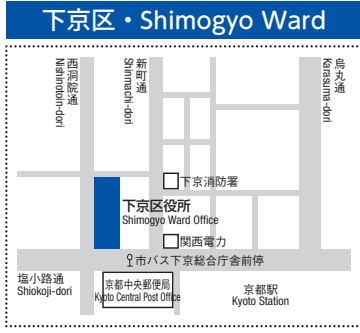 下京区・Shimogyo Ward
西洞院通
Nishinotoin-dori
新町通
Shinmachi-dori
烏丸通
Karasuma-dori
下京消防署
下京区役所
Shimogyo Ward Office
関西電力
市バス下京総合庁舎前停
塩小路通
Shiokoji-dori
京都中央郵便局
Kyoto Central Post Office
京都駅
Kyoto Station